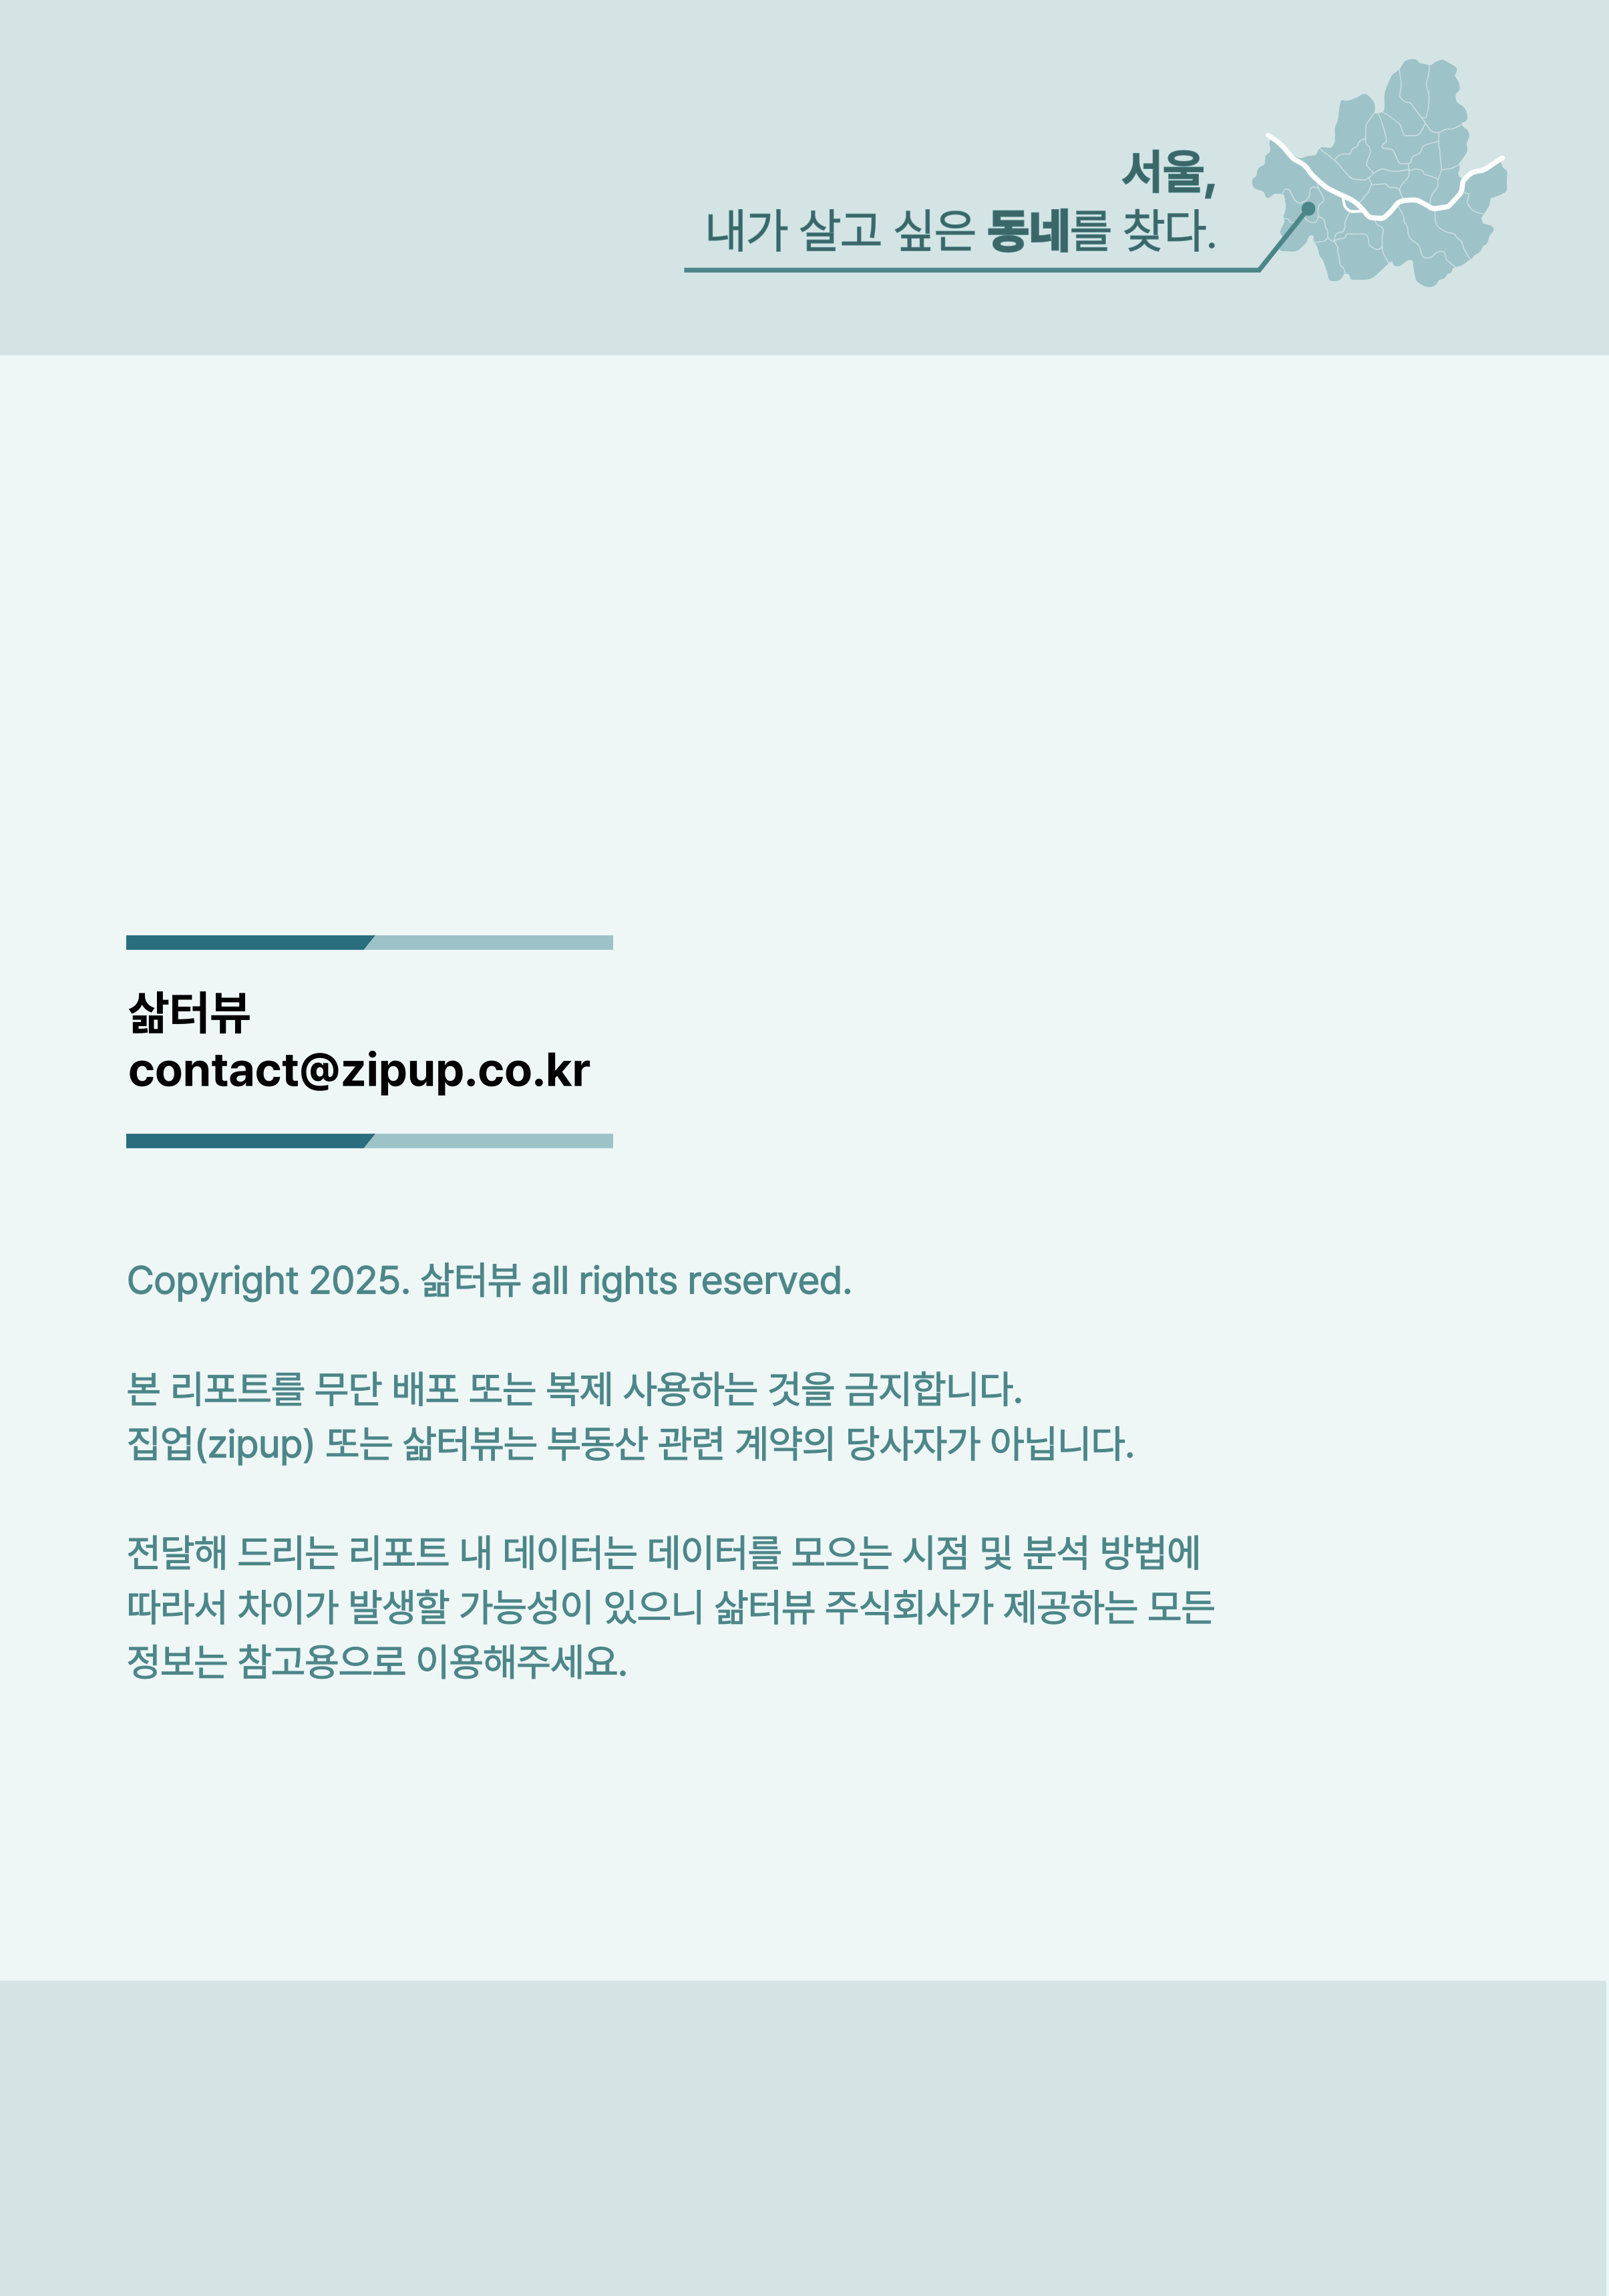 서울,
내가 살고 싶은 동네를 찾다.
삶터뷰
contact@zipup.co.kr
Copyright 2025. 삶터뷰 all rights reserved.
본 리포트를 무단 배포 또는 복제 사용하는 것을 금지합니다.
집업(zipup) 또는 삶터뷰는 부동산 관련 계약의 당사자가 아닙니다.
전달해 드리는 리포트 내 데이터는 데이터를 모으는 시점 및 분석 방법에
따라서 차이가 발생할 가능성이 있으니 삶터뷰 주식회사가 제공하는 모든
정보는 참고용으로 이용해주세요.